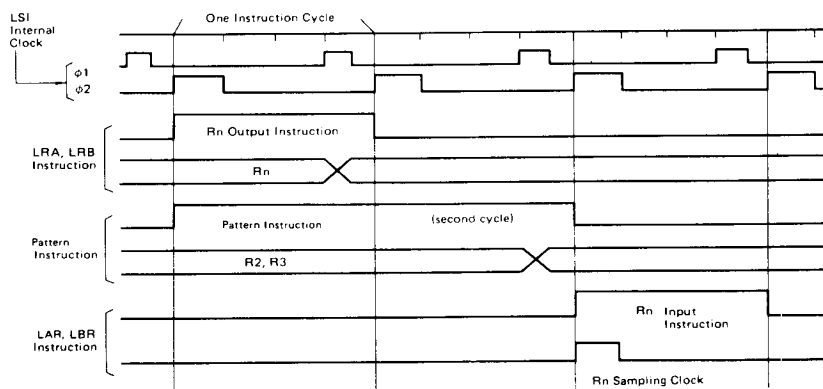 LSI
Internal
Clock
One Instruction Cycle
φ1
φ2
LRA, LRB
Instruction
Rn Output Instruction
Rn
Pattern
Instruction
Pattern Instruction
(second cycle)
R2, R3
LAR, LBR
Instruction
Rn Input
Instruction
Rn Sampling Clock